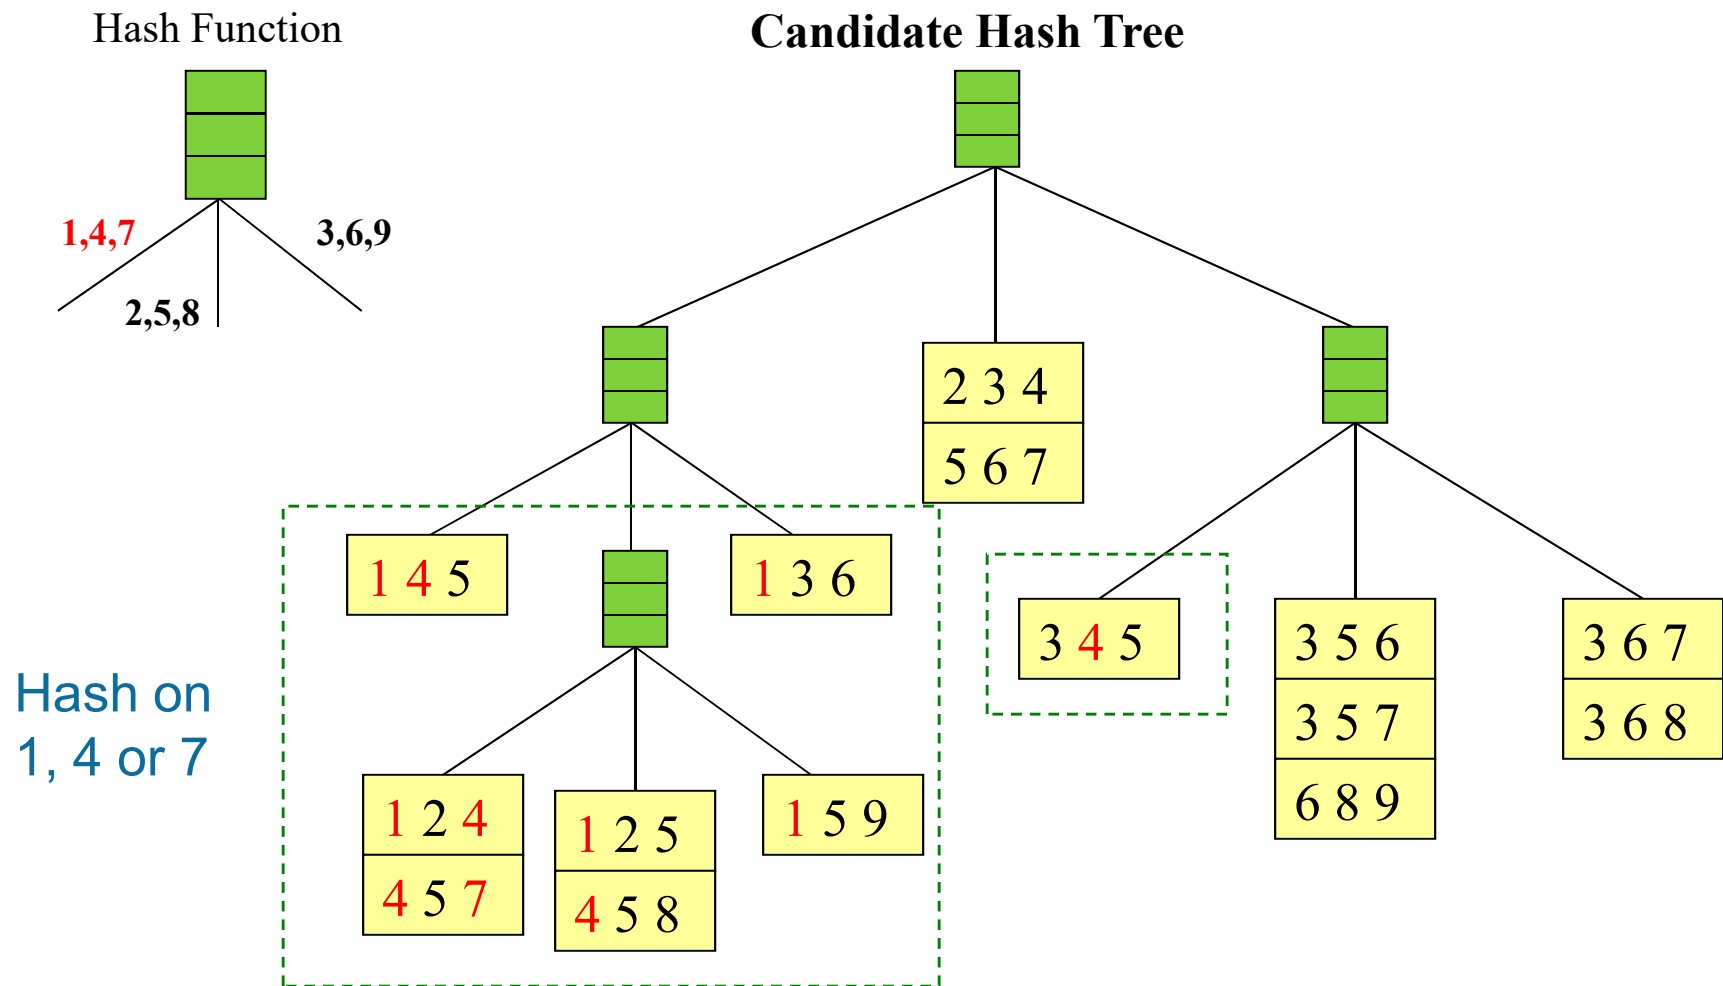 Hash Function
Candidate Hash Tree
1,4,7
3,6,9
2,5,8
2 3 4
5 6 7
1 4 5
1 3 6
3 4 5
3 5 6
3 6 7
3 5 7
3 6 8
6 8 9
Hash on
1, 4 or 7
1 2 4
4 5 7
1 2 5
4 5 8
1 5 9